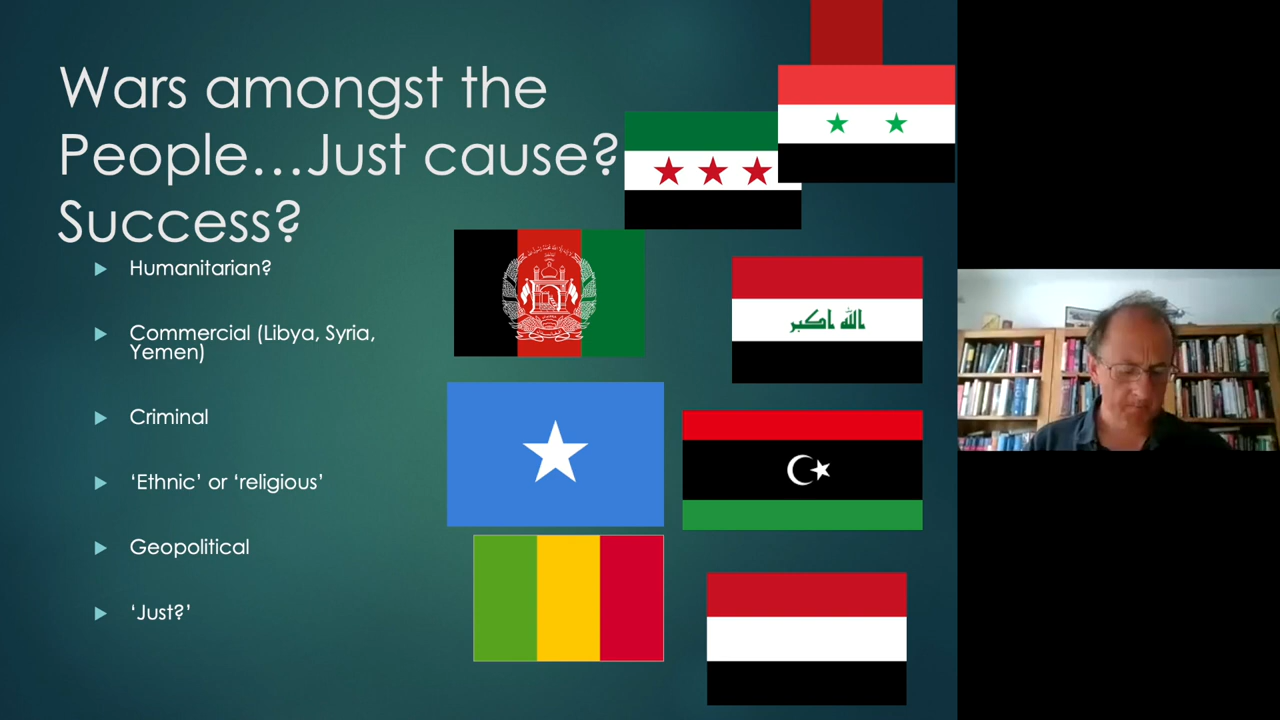 Wars amongst the
People…Just cause?
Success?
Humanitarian?
Commercial (Libya, Syria,
Yemen)
Criminal
‘Ethnic’ or ‘religious’
Geopolitical
‘Just?’
الله اكبر